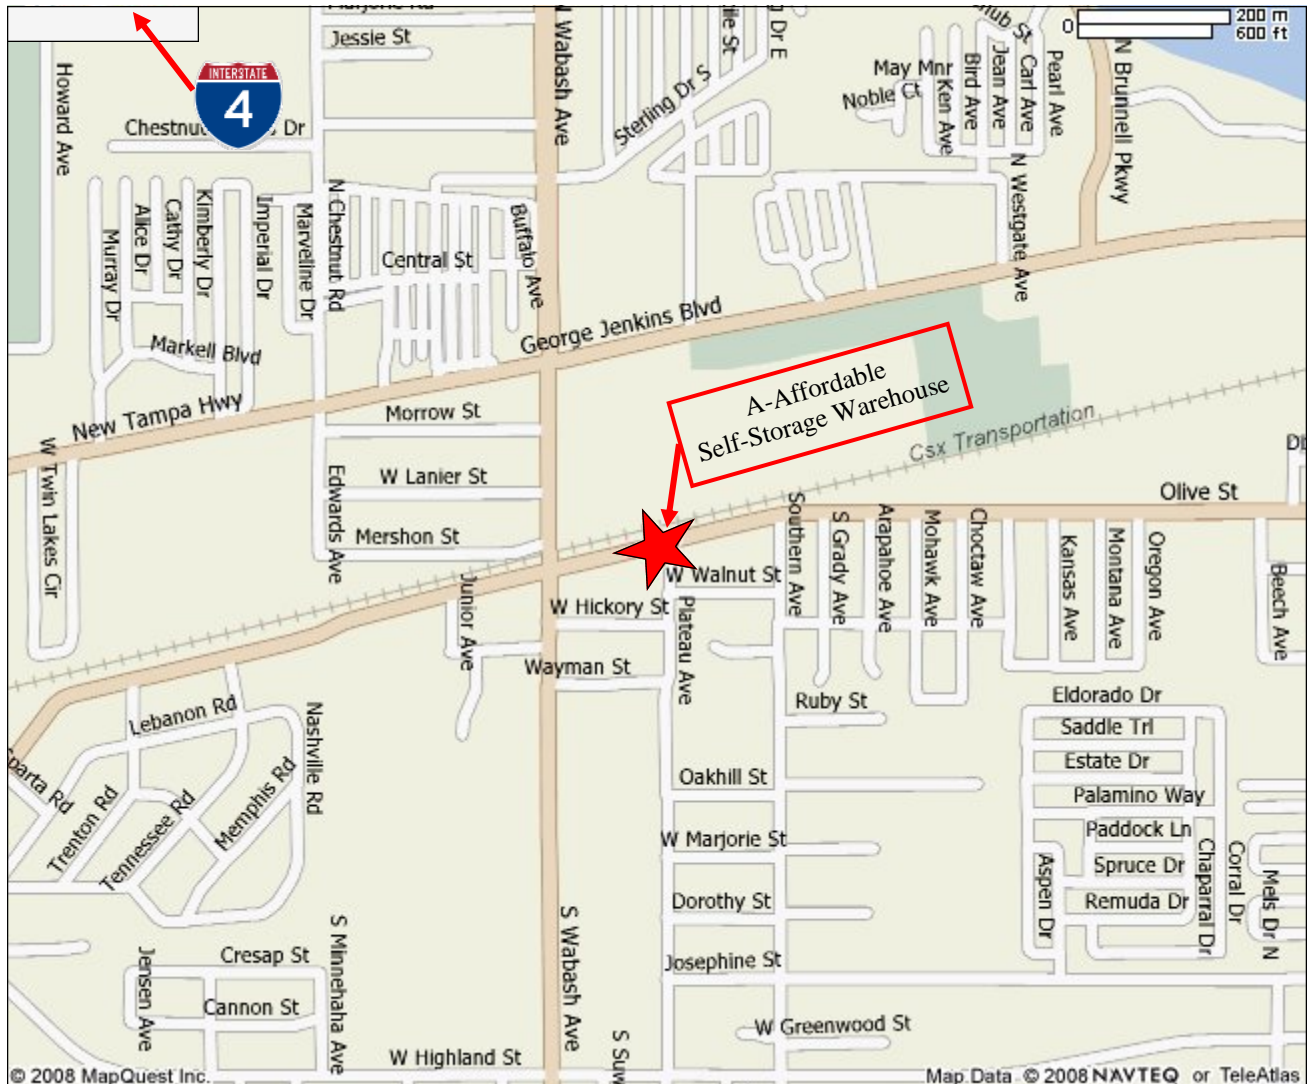 Marjorie Rd
Jessie St
N Wabash Ave
Sterling Dr S
Dr E
May Mnr
Noble Ct
Ken Ave
Bird Ave
Jean Ave
Carl Ave
Pearl Ave
N Brunnell Pkwy
0
200 m
600 ft
INTERSTATE
4
Howard Ave
Dr
N Westgate Ave
Murray Dr
Alice Dr
Cathy Dr
Kimberly Dr
Imperial Dr
Marveline Dr
N Chestnut Rd
Central St
Buffalo Ave
George Jenkins Blvd
Markell Blvd
New Tampa Hwy
A-Affordable
Self-Storage Warehouse
Csx Transportation
Morrow St
W Lanier St
Mershon St
Edwards Ave
W Twin Lakes Cir
Olive St
Southern Ave
S Grady Ave
Arapahoe Ave
Mohawk Ave
Choctaw Ave
Kansas Ave
Montana Ave
Oregon Ave
Beech Ave
W Walnut St
W Hickory St
Plateau Ave
Junior Ave
Wayman St
Ruby St
Eldorado Dr
Saddle Trl
Estate Dr
Palamino Way
Paddock Ln
Spruce Dr
Remuda Dr
Aspen Dr
Chaparral Dr
Corral Dr
Mels Dr N
Lebanon Rd
Nashville Rd
Trenton Rd
Tennessee Rd
Memphis Rd
Oakhill St
W Marjorie St
Dorothy St
Josephine St
W Greenwood St
S Wabash Ave
S Minnehaha Ave
Jensen Ave
Cresap St
Cannon St
W Highland St
© 2008 MapQuest Inc.
Map Data © 2008 NAVTEQ or TeleAtlas